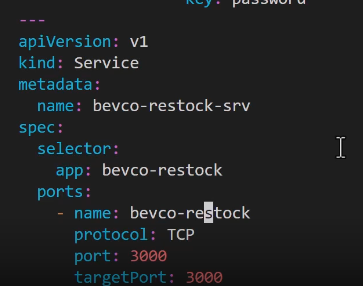 key: password
---
apiVersion: v1
kind: Service
metadata:
  name: bevco-restock-srv
spec:
  selector:
    app: bevco-restock
  ports:
    - name: bevco-restock
      protocol: TCP
      port: 3000
      targetPort: 3000